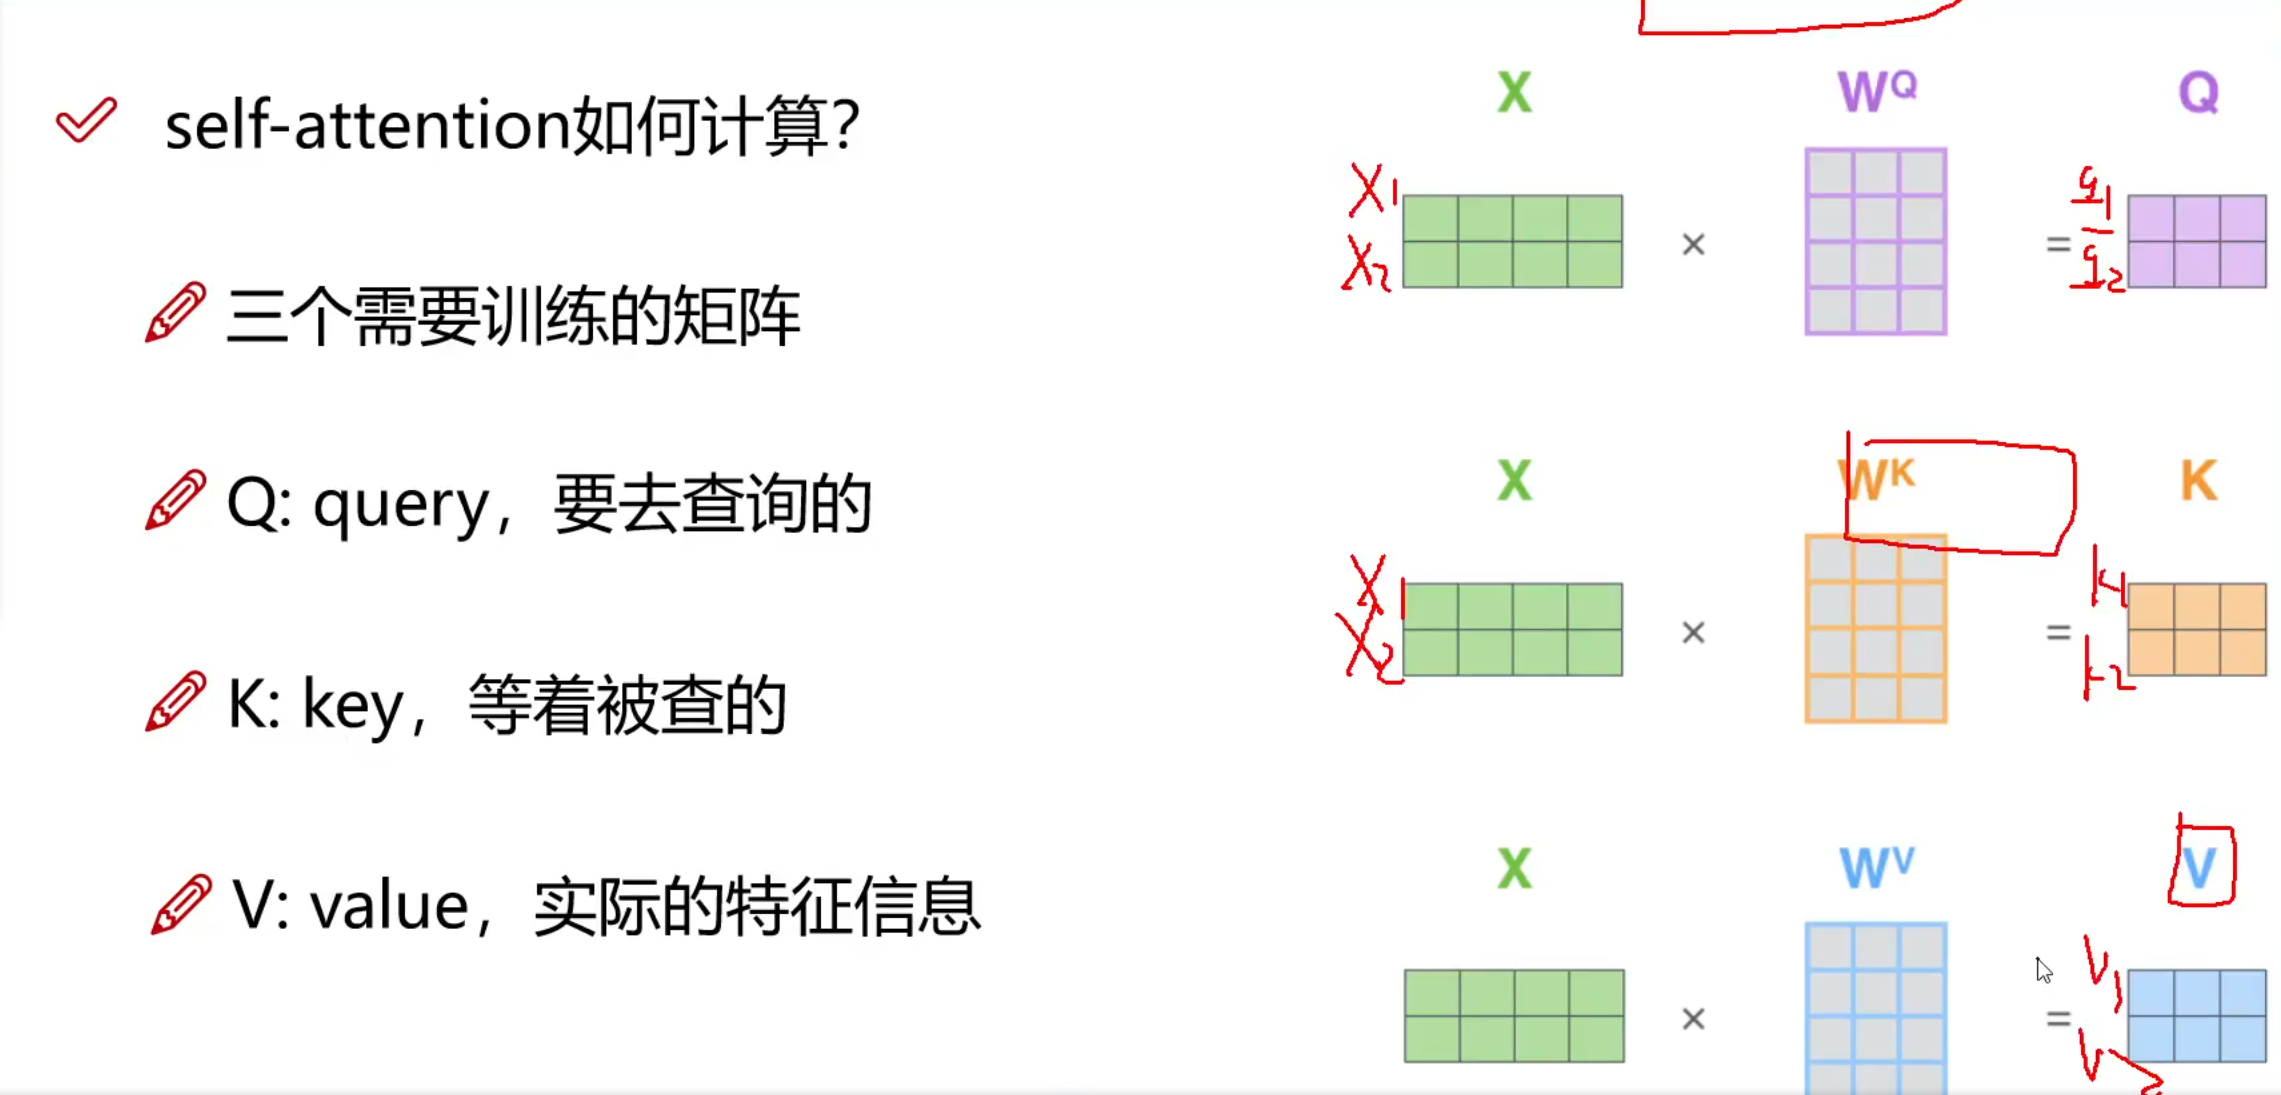 self-attention如何计算？
三个需要训练的矩阵
Q: query，要去查询的
K: key，等着被查的
V: value，实际的特征信息
X W^Q Q
X1
X2
×
=
q1
q2
X W^K K
X1
X2
×
=
k1
k2
X W^V V
×
=
V1
V2